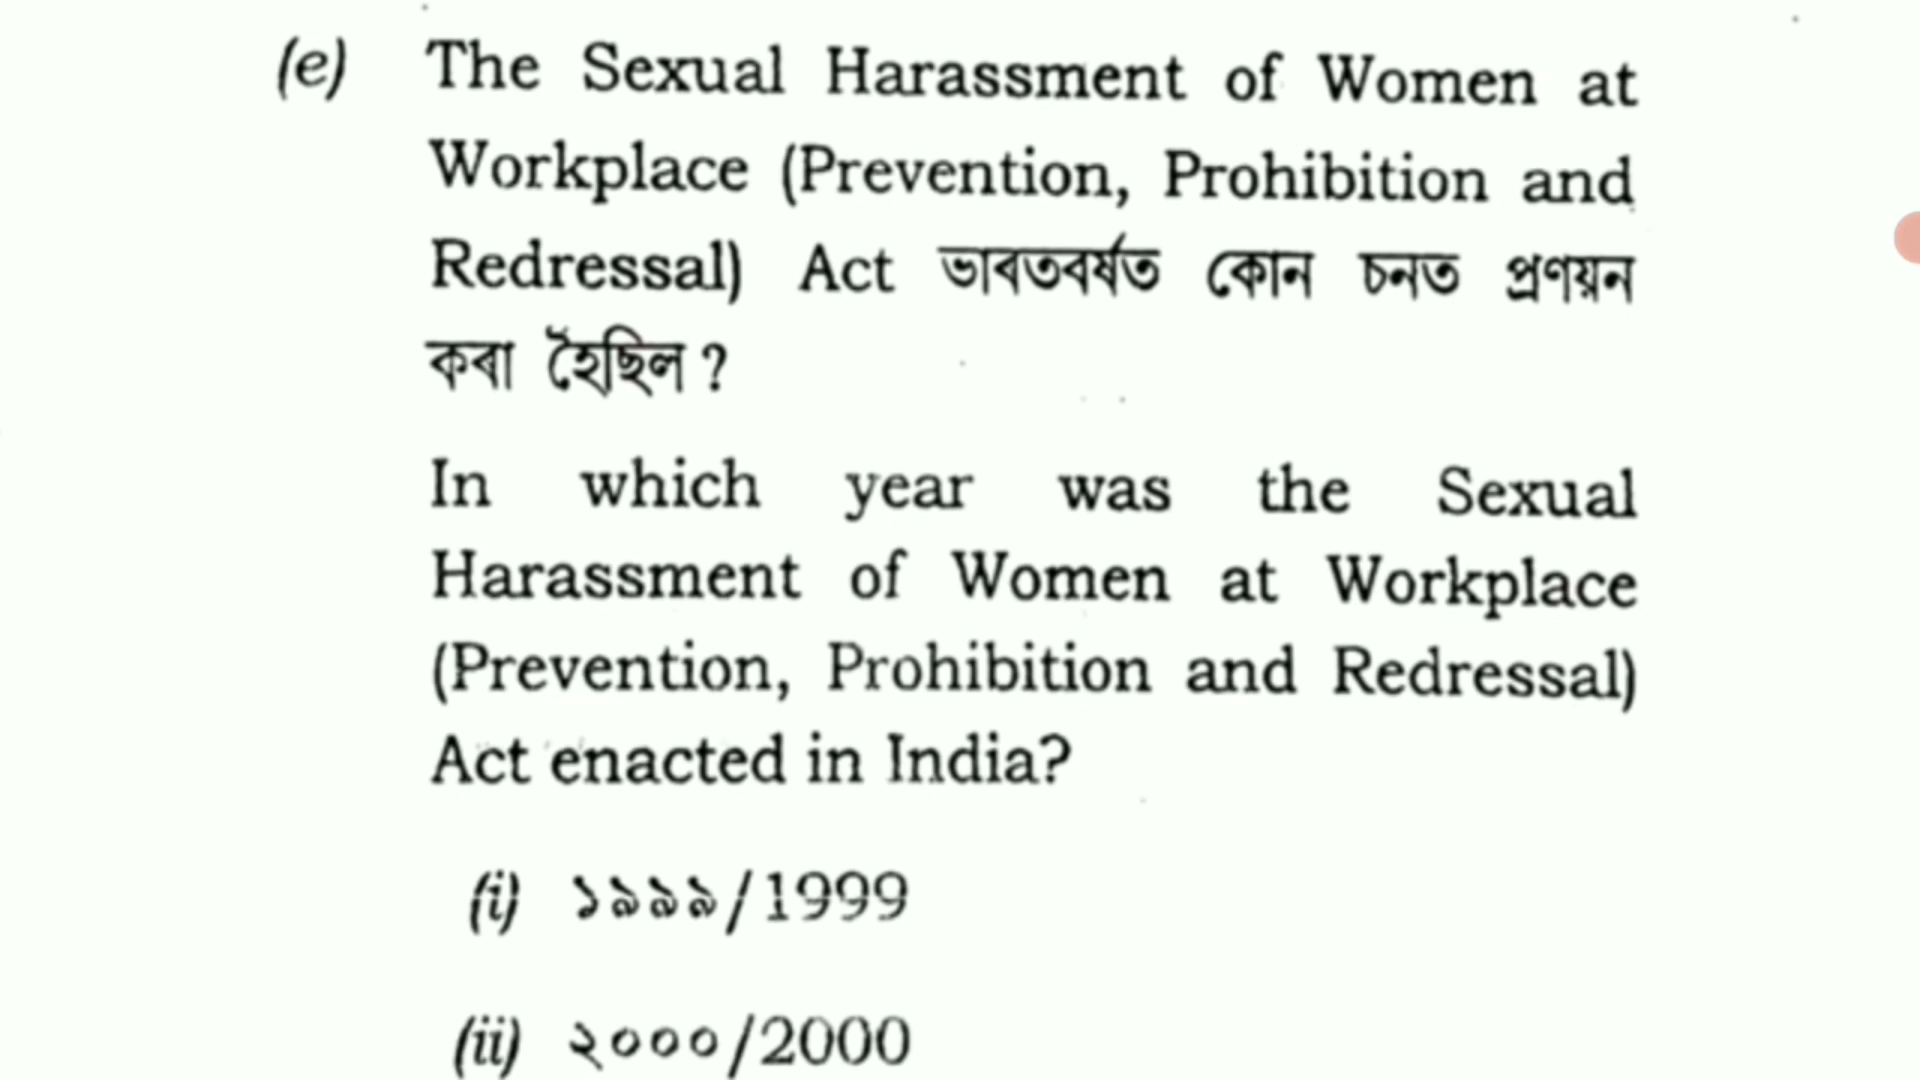 (e) The Sexual Harassment of Women at
Workplace (Prevention, Prohibition and
Redressal) Act ভাৰতবৰ্ষত কোন চনত প্ৰণয়ন
কৰা হৈছিল ?
In which year was the Sexual
Harassment of Women at Workplace
(Prevention, Prohibition and Redressal)
Act enacted in India?
(i) ১৯৯৯/1999
(ii) ২০০০/2000